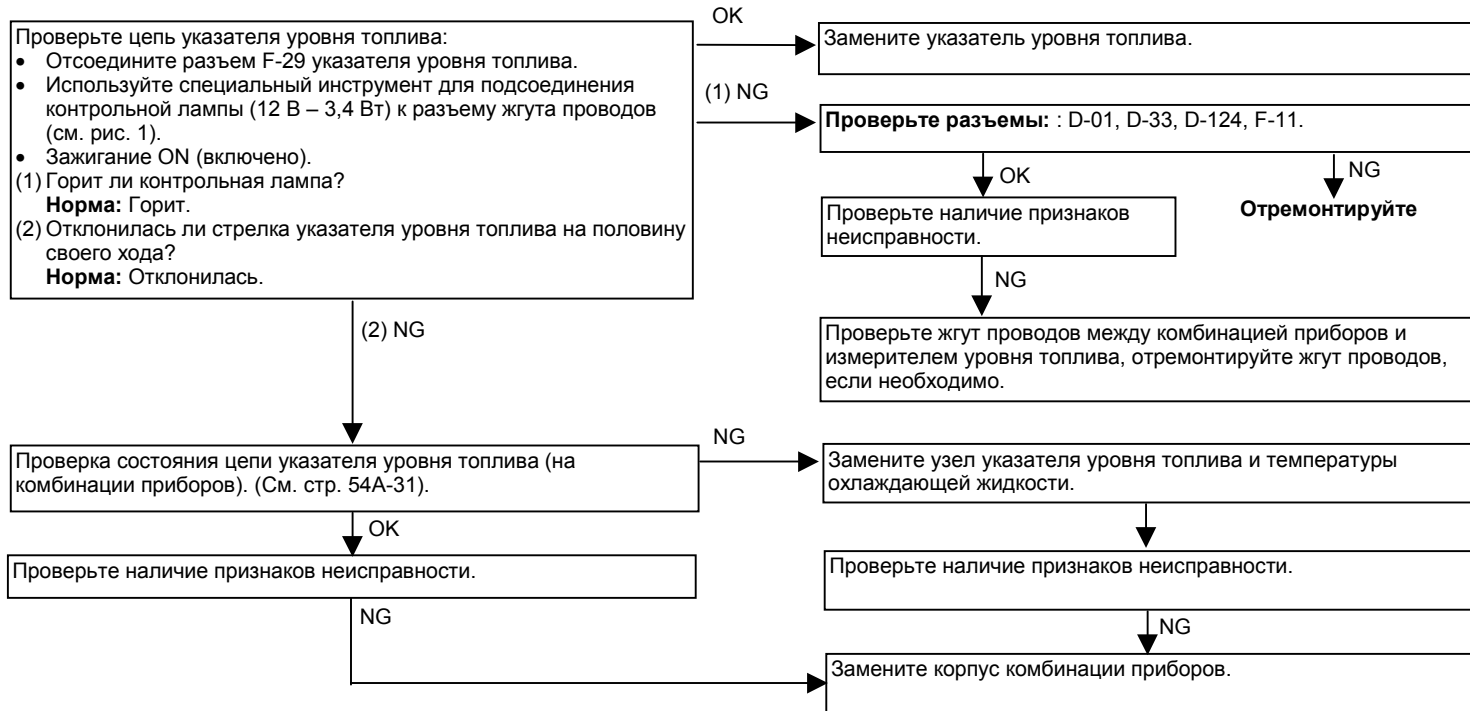 Проверьте цепь указателя уровня топлива:
• Отсоедините разъем F-29 указателя уровня топлива.
• Используйте специальный инструмент для подсоединения
контрольной лампы (12 В – 3,4 Вт) к разъему жгута проводов
(см. рис. 1).
• Зажигание ON (включено).
(1) Горит ли контрольная лампа?
Норма: Горит.
(2) Отклонилась ли стрелка указателя уровня топлива на половину
своего хода?
Норма: Отклонилась.
OK
Замените указатель уровня топлива.
(1) NG
Проверьте разъемы: : D-01, D-33, D-124, F-11.
OK
NG
Проверьте наличие признаков
неисправности.
Отремонтируйте
NG
Проверьте жгут проводов между комбинацией приборов и
измерителем уровня топлива, отремонтируйте жгут проводов,
если необходимо.
(2) NG
Проверка состояния цепи указателя уровня топлива (на
комбинации приборов). (См. стр. 54А-31).
NG
Замените узел указателя уровня топлива и температуры
охлаждающей жидкости.
OK
Проверьте наличие признаков неисправности.
Проверьте наличие признаков неисправности.
NG
NG
Замените корпус комбинации приборов.